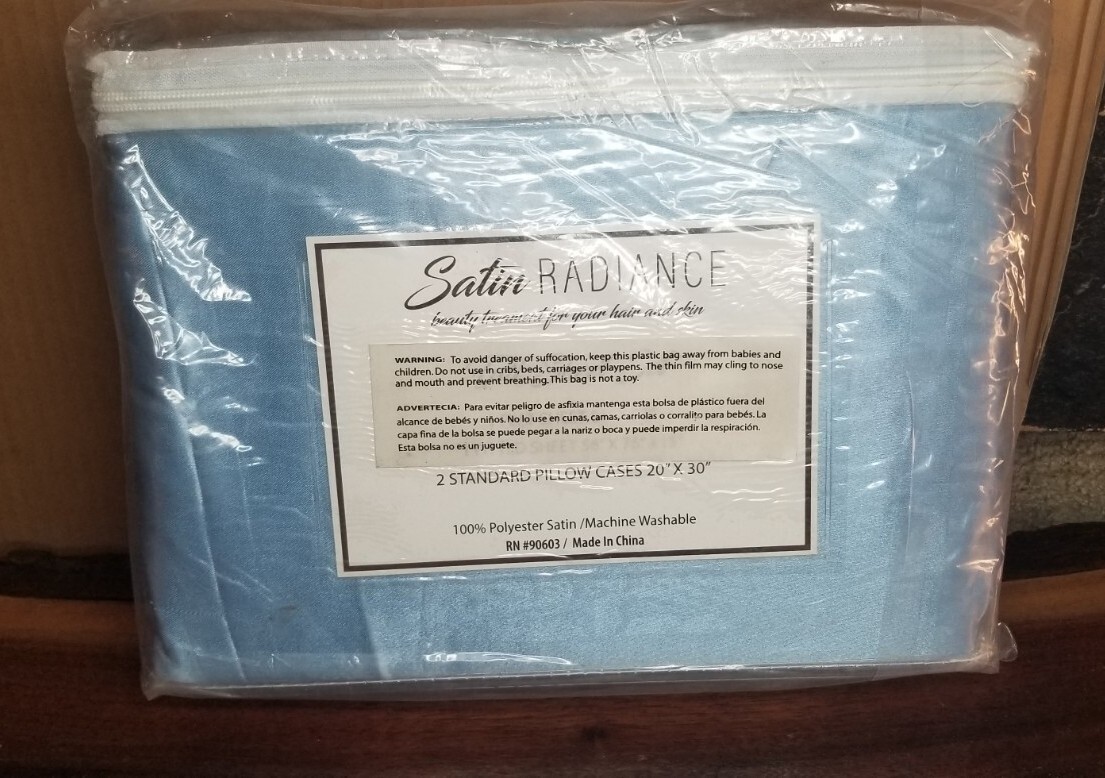 Satin RADIANCE
beauty treament for your hair and skin
WARNING: To avoid danger of suffocation, keep this plastic bag away from babies and
children. Do not use in cribs, beds, carriages or playpens. The thin film may cling to nose
and mouth and prevent breathing. This bag is not a toy.
ADVERTECIA: Para evitar peligro de asfixia mantenga esta bolsa de plástico fuera del
alcance de bebés y niños. No lo use en cunas, camas, carriolas o corralito para bebés. La
capa fina de la bolsa se puede pegar a la nariz o boca y puede imperdir la respiración.
Esta bolsa no es un juguete.
2 STANDARD PILLOW CASES 20" X 30"
100% Polyester Satin /Machine Washable
RN #90603 / Made In China